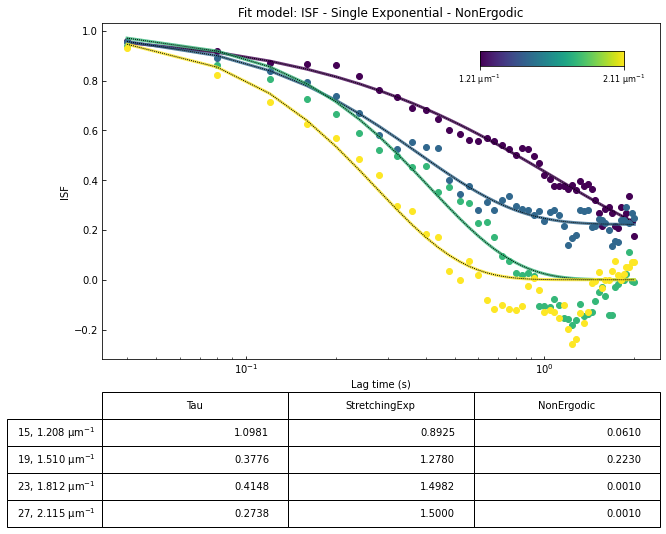 Fit model: ISF - Single Exponential - NonErgodic
1.0
0.8
0.6
0.4
0.2
0.0
−0.2
ISF
1.21 μm⁻¹ 2.11 μm⁻¹
10⁻¹ 10⁰
Lag time (s)
Tau StretchingExp NonErgodic
15, 1.208 μm⁻¹ 1.0981 0.8925 0.0610
19, 1.510 μm⁻¹ 0.3776 1.2780 0.2230
23, 1.812 μm⁻¹ 0.4148 1.4982 0.0010
27, 2.115 μm⁻¹ 0.2738 1.5000 0.0010